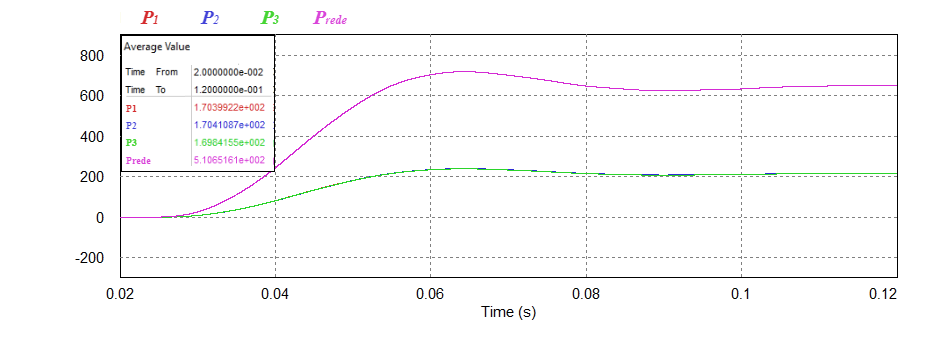 P1 P2 P3 Prede
Average Value
Time From 2.0000000e-002
Time To 1.2000000e-001
P1 1.7039922e+002
P2 1.7041087e+002
P3 1.6984155e+002
Prede 5.1065161e+002
800
600
400
200
0
-200
0.02 0.04 0.06 0.08 0.1 0.12
Time (s)